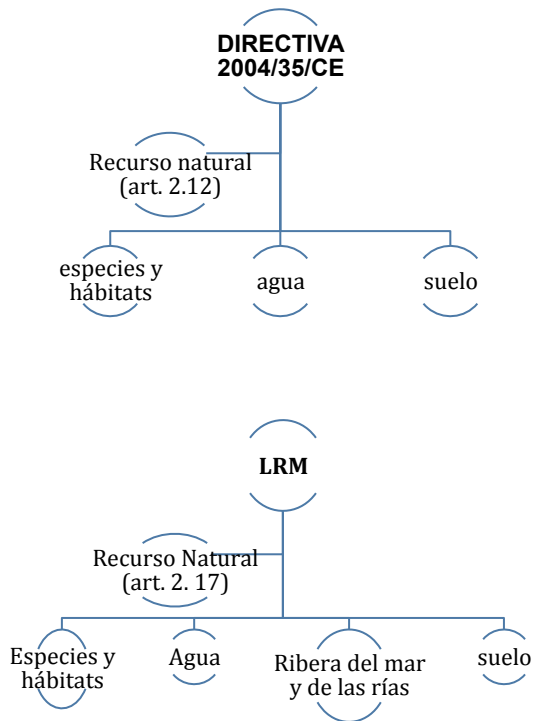 DIRECTIVA
2004/35/CE
Recurso natural
(art. 2.12)
especies y
hábitats
agua
suelo
LRM
Recurso Natural
(art. 2. 17)
Especies y
hábitats
Agua
Ribera del mar
y de las rías
suelo